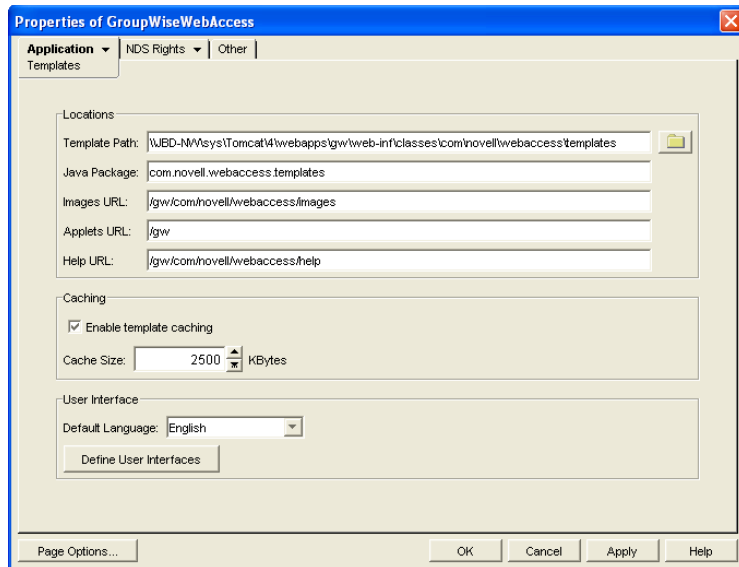 Properties of GroupWiseWebAccess
Application NDS Rights Other
Templates
Locations
Template Path: \\JBD-NW\sys\Tomcat\4\webapps\gw\web-inf\classes\com\novell\webaccess\templates
Java Package: com.novell.webaccess.templates
Images URL: /gw/com/novell/webaccess/images
Applets URL: /gw
Help URL: /gw/com/novell/webaccess/help
Caching
Enable template caching
Cache Size: 2500 KBytes
User Interface
Default Language: English
Define User Interfaces
Page Options... OK Cancel Apply Help